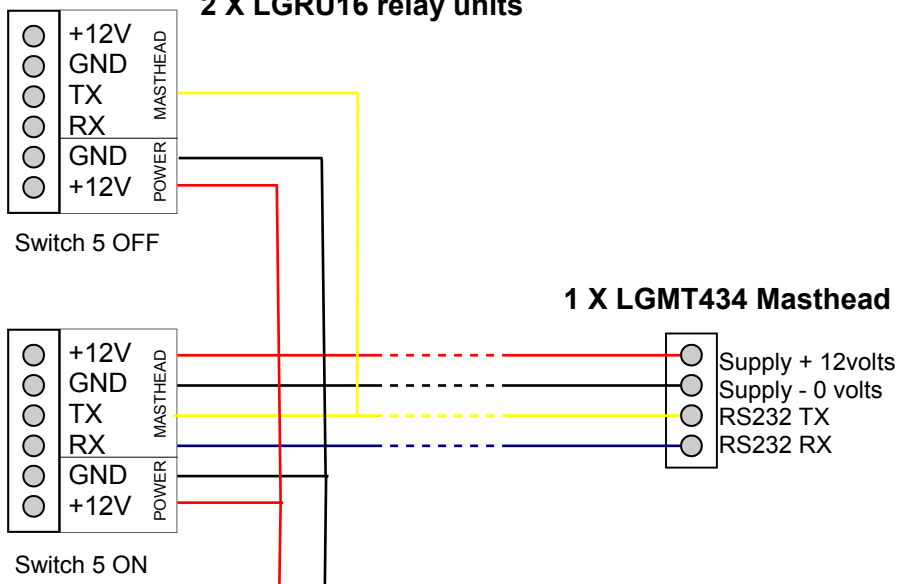 2 X LGRU16 relay units
+12V
GND
TX
RX
MASTHEAD
GND
+12V
POWER
Switch 5 OFF
1 X LGMT434 Masthead
+12V
GND
TX
RX
MASTHEAD
GND
+12V
POWER
Supply + 12volts
Supply - 0 volts
RS232 TX
RS232 RX
Switch 5 ON